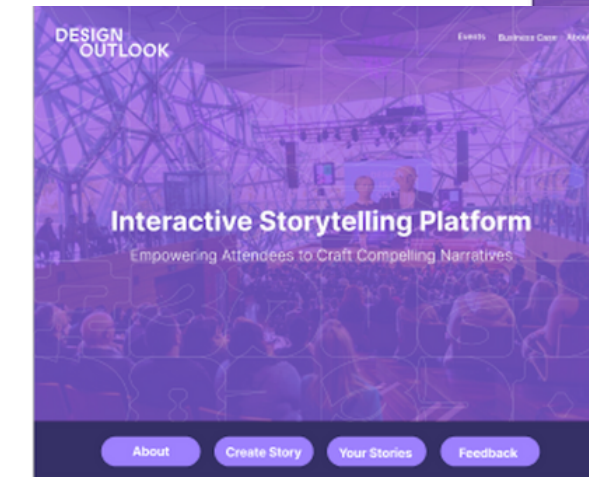 DESIGN
OUTLOOK
Events Business Case About
Interactive Storytelling Platform
Empowering Attendees to Craft Compelling Narratives
About
Create Story
Your Stories
Feedback